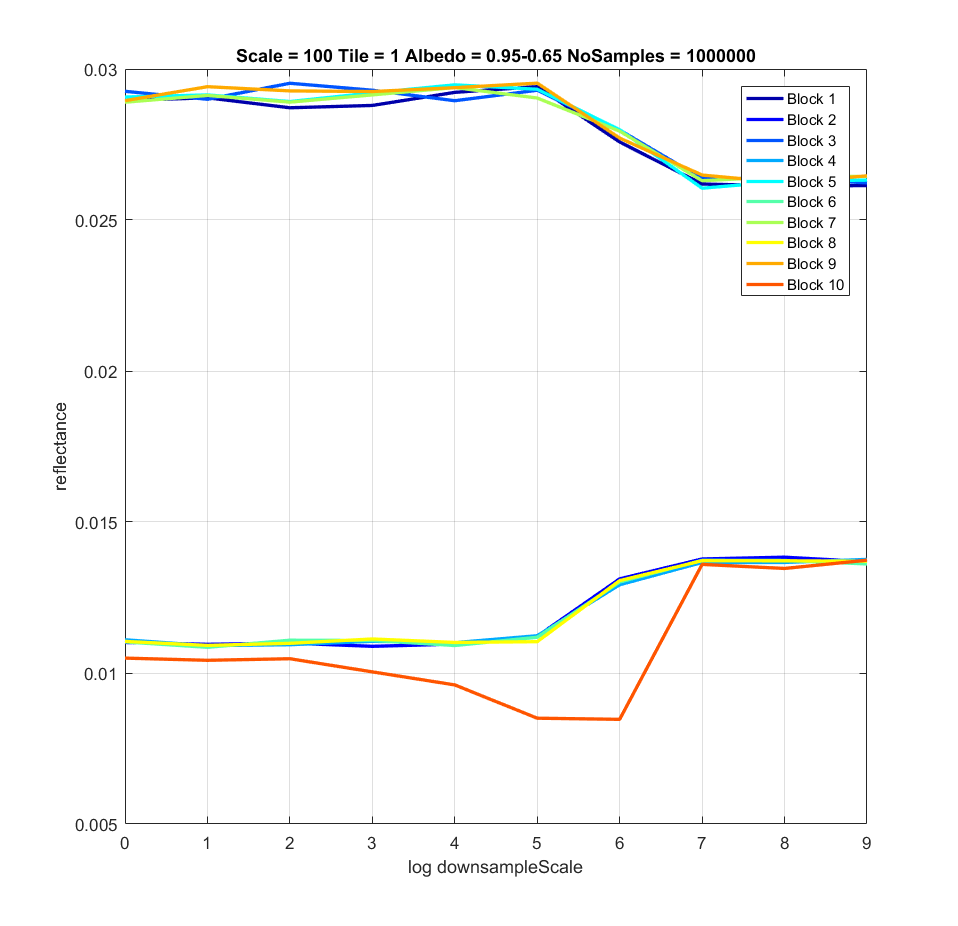 Scale = 100 Tile = 1 Albedo = 0.95-0.65 NoSamples = 1000000
0.03
0.025
0.02
0.015
0.01
0.005
reflectance
Block 1
Block 2
Block 3
Block 4
Block 5
Block 6
Block 7
Block 8
Block 9
Block 10
0 1 2 3 4 5 6 7 8 9
log downsampleScale